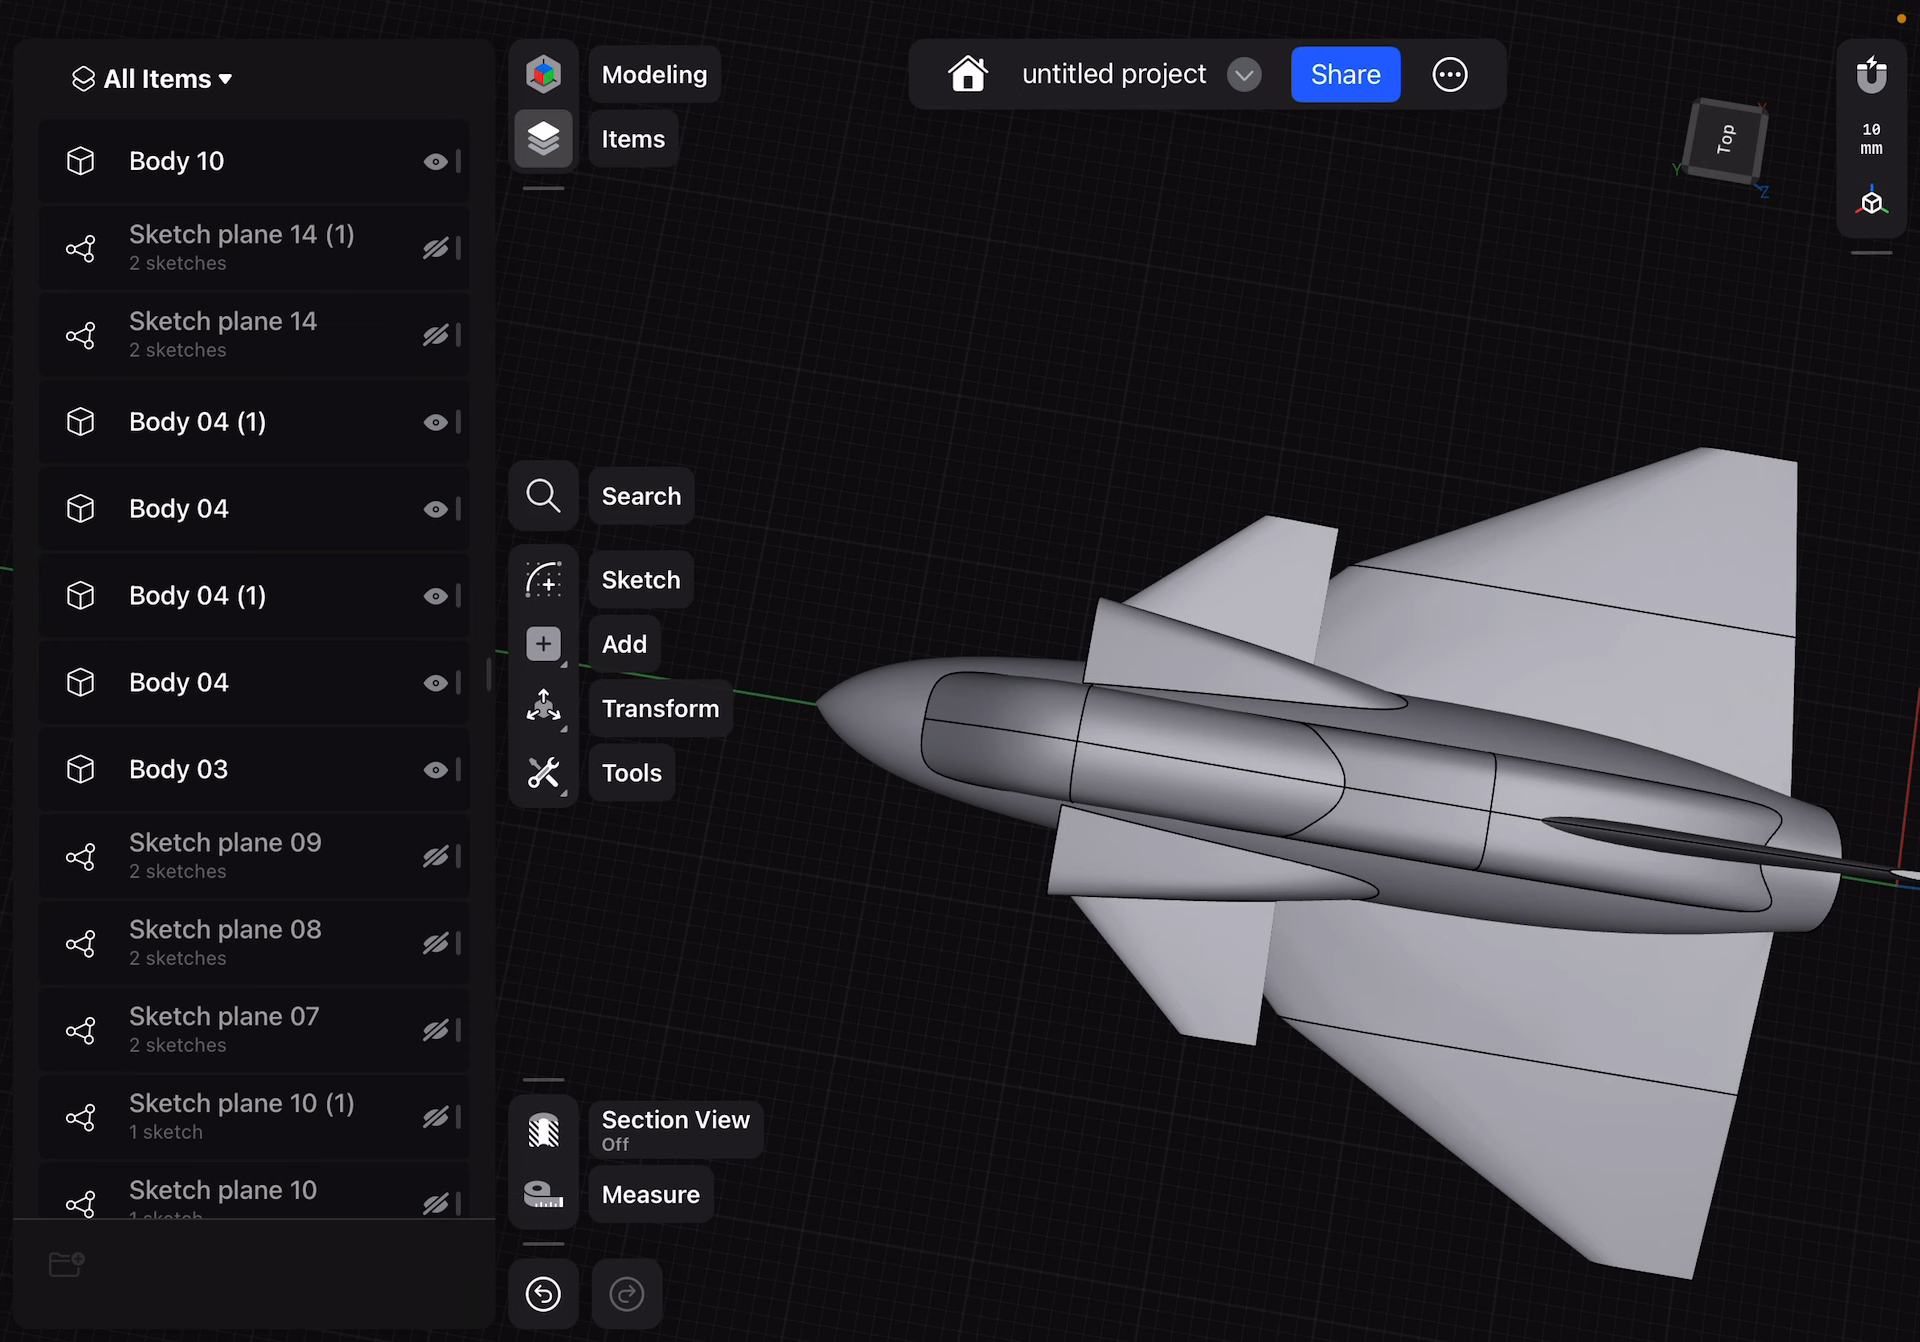 All Items
Body 10
Sketch plane 14 (1)
2 sketches
Sketch plane 14
2 sketches
Body 04 (1)
Body 04
Body 04 (1)
Body 04
Body 03
Sketch plane 09
2 sketches
Sketch plane 08
2 sketches
Sketch plane 07
2 sketches
Sketch plane 10 (1)
1 sketch
Sketch plane 10
1 sketch
Modeling
Items
Search
Sketch
Add
Transform
Tools
Section View
Off
Measure
untitled project
Share
Top
X
Y
Z
10
mm